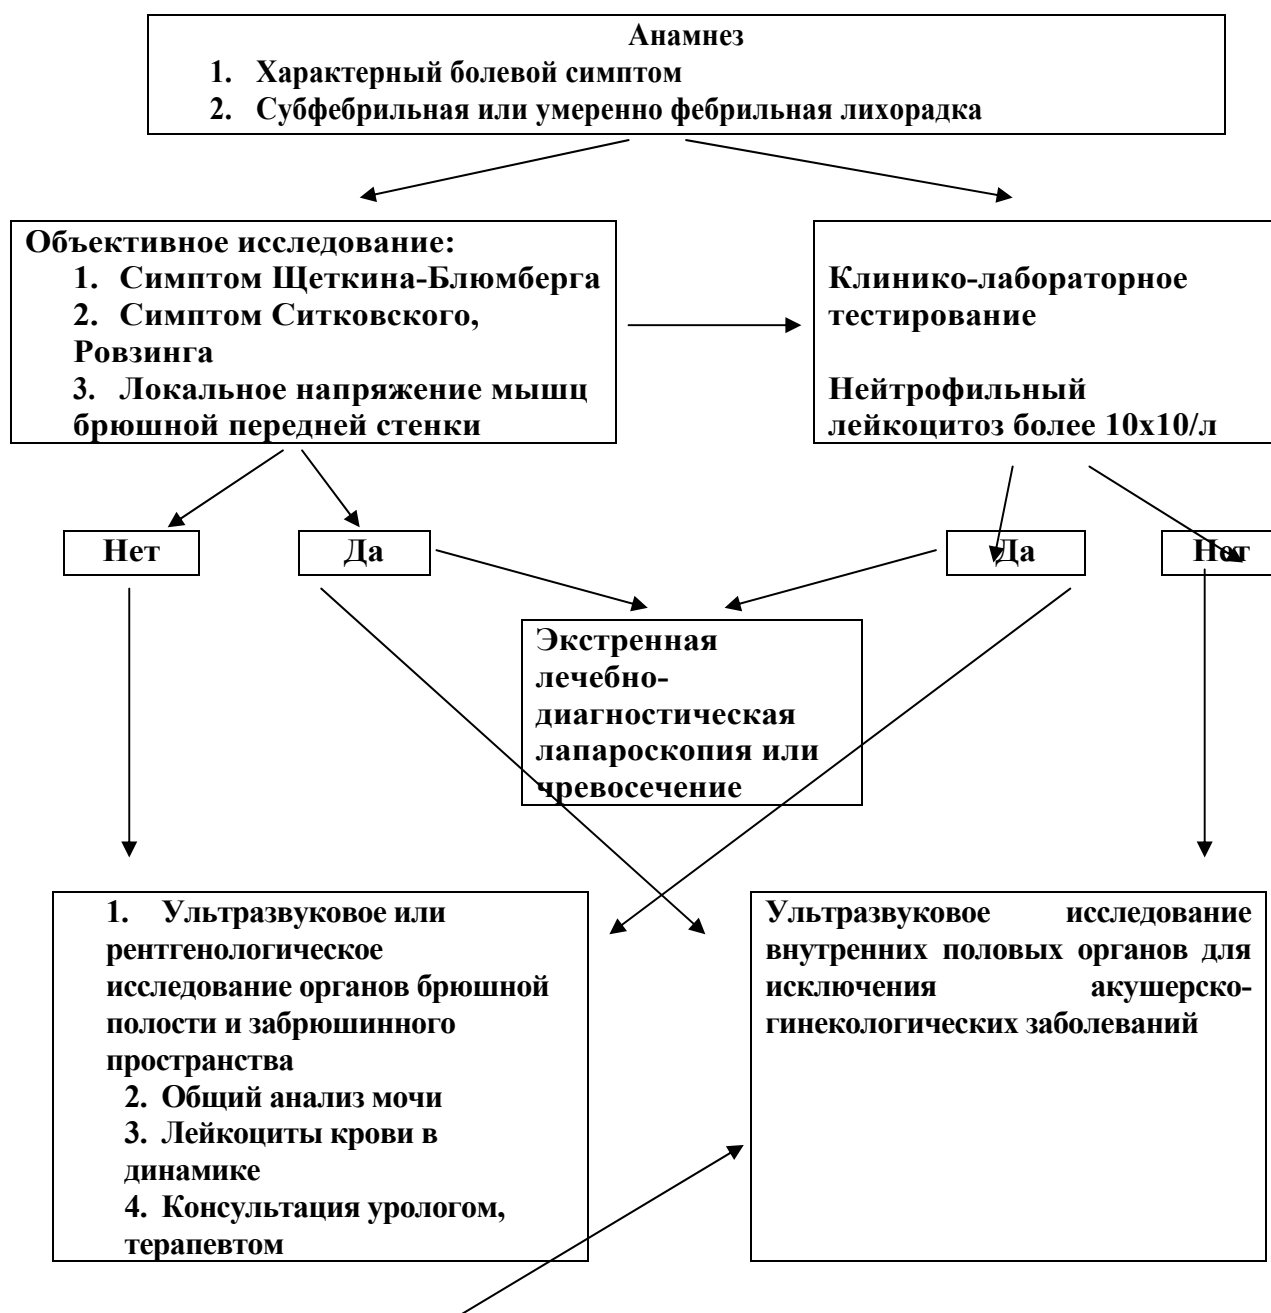 Анамнез
1. Характерный болевой симптом
2. Субфебрильная или умеренно фебрильная лихорадка
Объективное исследование:
1. Симптом Щеткина-Блюмберга
2. Симптом Ситковского,
Ровзинга
3. Локальное напряжение мышц
брюшной передней стенки
Клинико-лабораторное
тестирование
Нейтрофильный
лейкоцитоз более 10х10/л
Нет
Да
Да
Нет
Экстренная
лечебно-
диагностическая
лапароскопия или
чревосечение
1. Ультразвуковое или
рентгенологическое
исследование органов брюшной
полости и забрюшинного
пространства
2. Общий анализ мочи
3. Лейкоциты крови в
динамике
4. Консультация урологом,
терапевтом
Ультразвуковое исследование
внутренних половых органов для
исключения акушерско-
гинекологических заболеваний